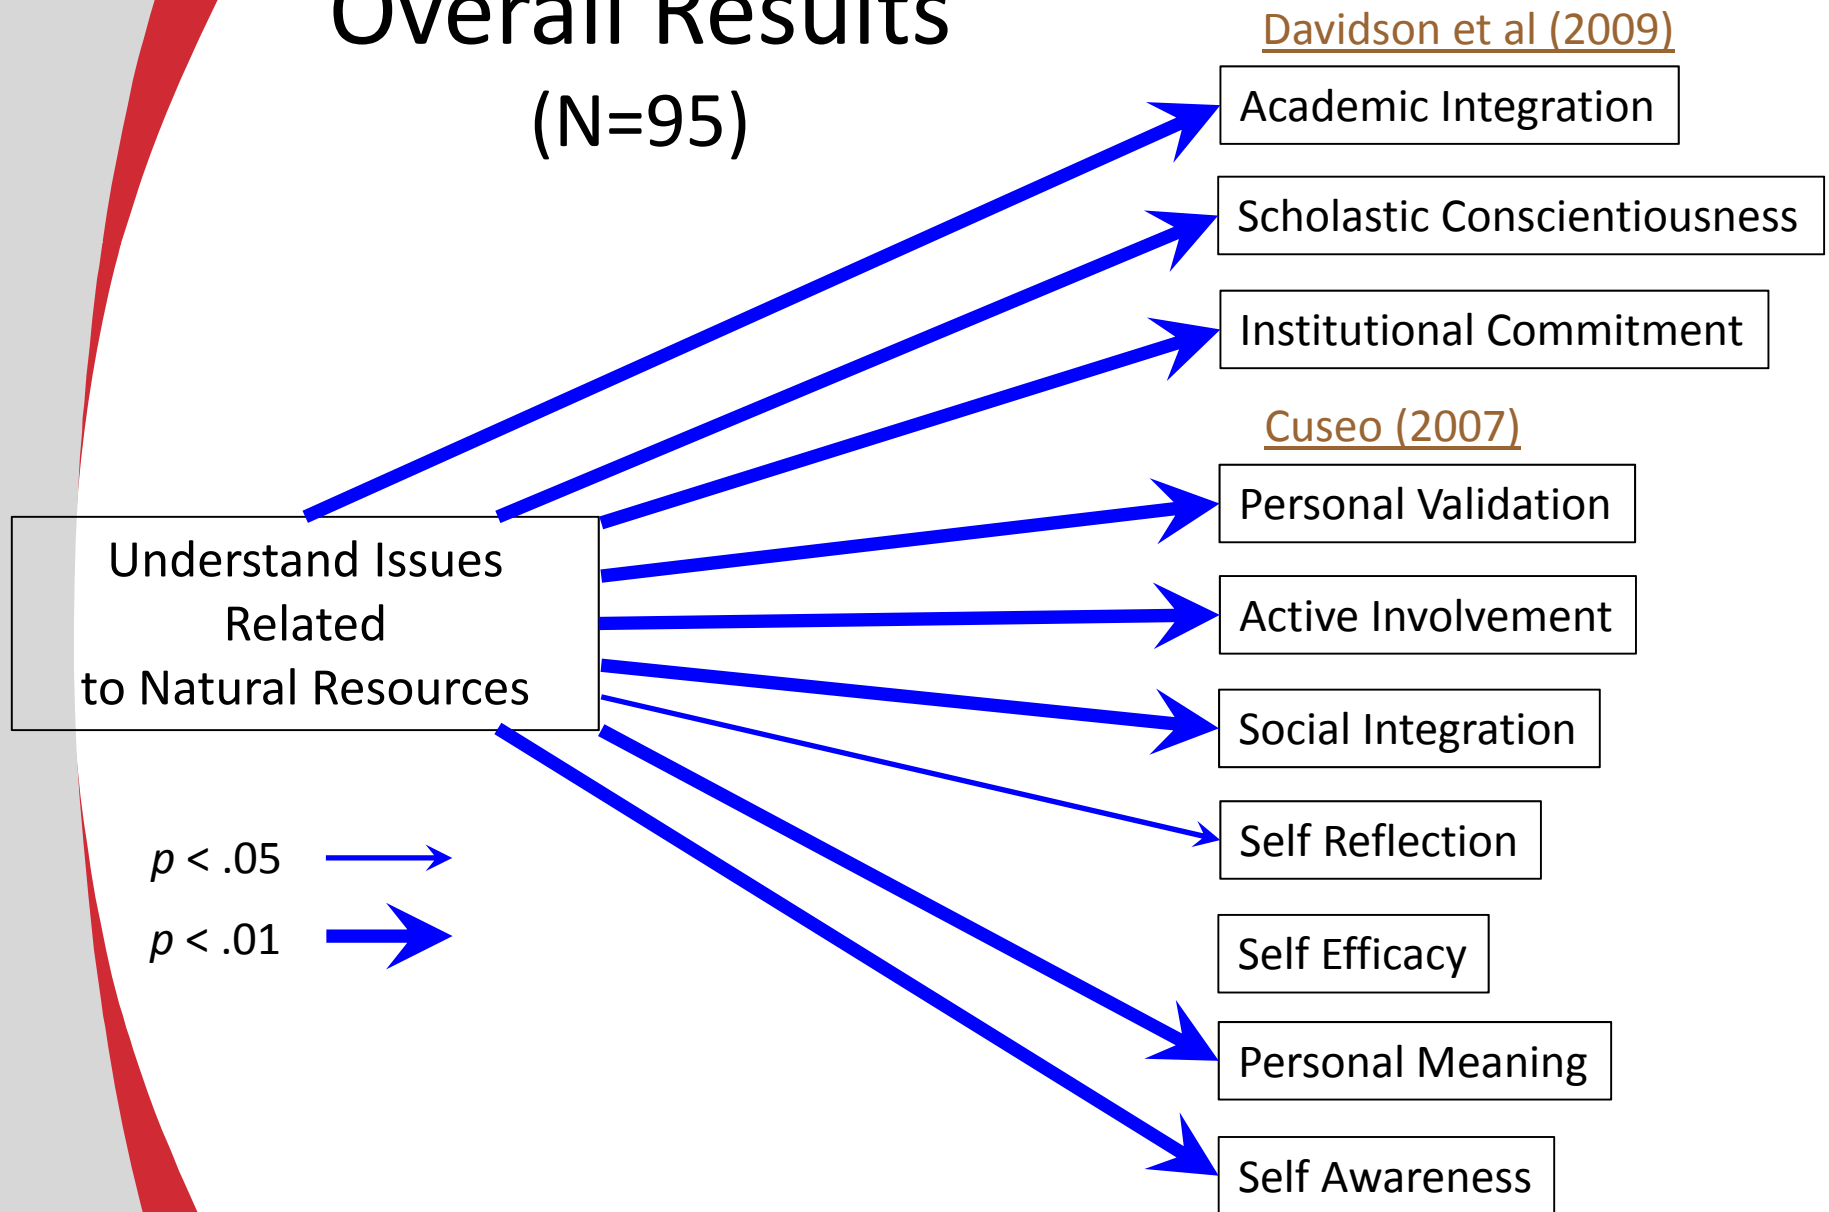 Overall Results
(N=95)
Davidson et al (2009)
Academic Integration
Scholastic Conscientiousness
Institutional Commitment
Cuseo (2007)
Personal Validation
Active Involvement
Social Integration
Self Reflection
Self Efficacy
Personal Meaning
Self Awareness
Understand Issues
Related
to Natural Resources
p < .05
p < .01